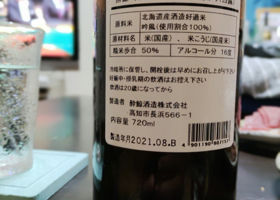 原料米 北海道産酒造好適米
吟風(使用割合100%)
原材料名 米(国産)、米こうじ(国産米)
精米歩合 50% アルコール分 16度
冷暗所に保管し、開栓後は早めにお召し上がり下さい
妊娠中・授乳期の飲酒はお控え下さい
飲酒は20歳になってから
製造者 酔鯨酒造株式会社
高知市長浜566-1
内容量 720ml
製造年月2021.08.B
4 901190 807157